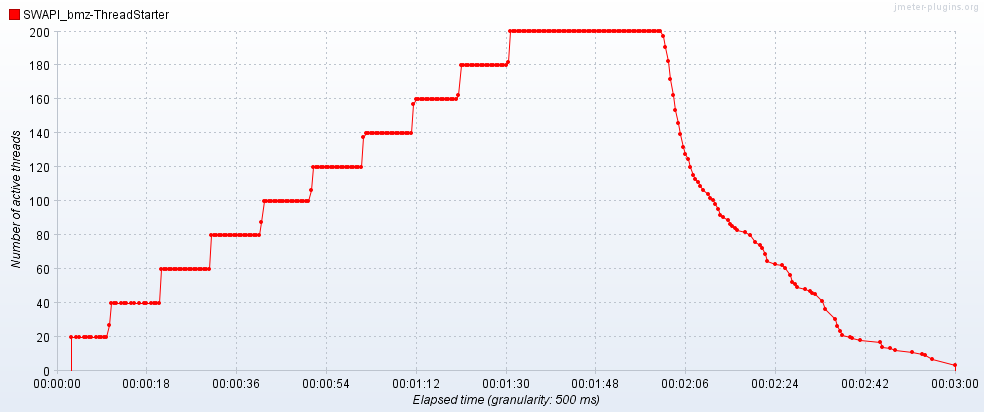 SWAPI_bmz-ThreadStarter
jmeter-plugins.org
200
180
160
140
120
100
80
60
40
20
0
Number of active threads
00:00:00 00:00:18 00:00:36 00:00:54 00:01:12 00:01:30 00:01:48 00:02:06 00:02:24 00:02:42 00:03:00
Elapsed time (granularity: 500 ms)